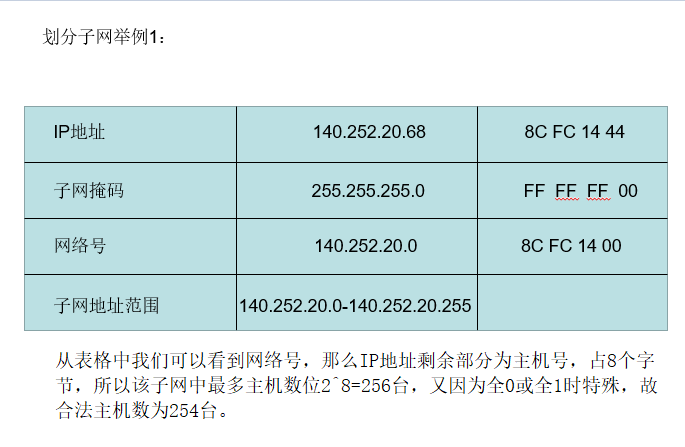 划分子网举例1：
IP地址 140.252.20.68 8C FC 14 44
子网掩码 255.255.255.0 FF FF FF 00
网络号 140.252.20.0 8C FC 14 00
子网地址范围 140.252.20.0-140.252.20.255
从表格中我们可以看到网络号，那么IP地址剩余部分为主机号，占8个字
节，所以该子网中最多主机数位2^8=256台，又因为全0或全1时特殊，故
合法主机数为254台。